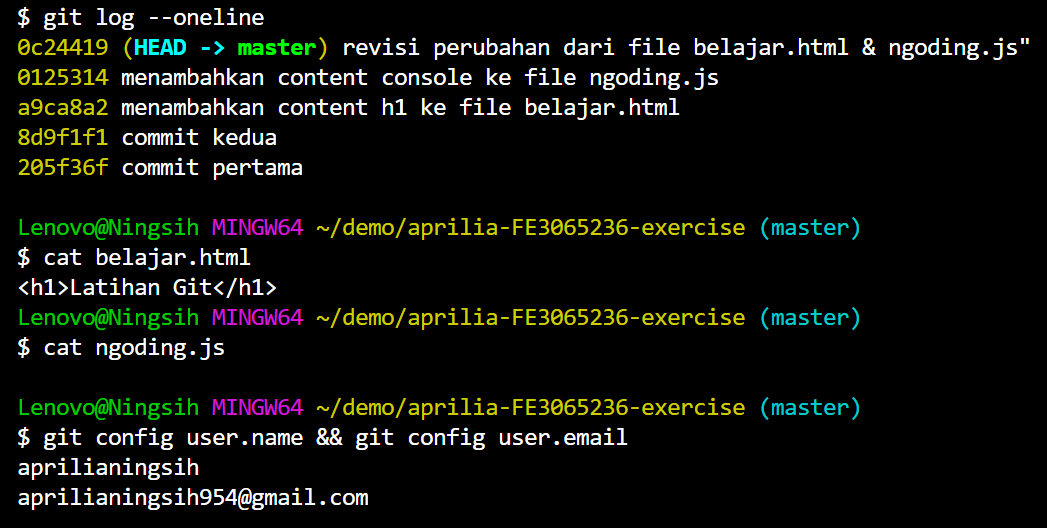 $ git log --oneline
0c24419 (HEAD -> master) revisi perubahan dari file belajar.html & ngoding.js"
0125314 menambahkan content console ke file ngoding.js
a9ca8a2 menambahkan content h1 ke file belajar.html
8d9f1f1 commit kedua
205f36f commit pertama
Lenovo@Ningsih MINGW64 ~/demo/aprilia-FE3065236-exercise (master)
$ cat belajar.html
<h1>Latihan Git</h1>
Lenovo@Ningsih MINGW64 ~/demo/aprilia-FE3065236-exercise (master)
$ cat ngoding.js
Lenovo@Ningsih MINGW64 ~/demo/aprilia-FE3065236-exercise (master)
$ git config user.name && git config user.email
aprilianingsih
aprilianingsih954@gmail.com